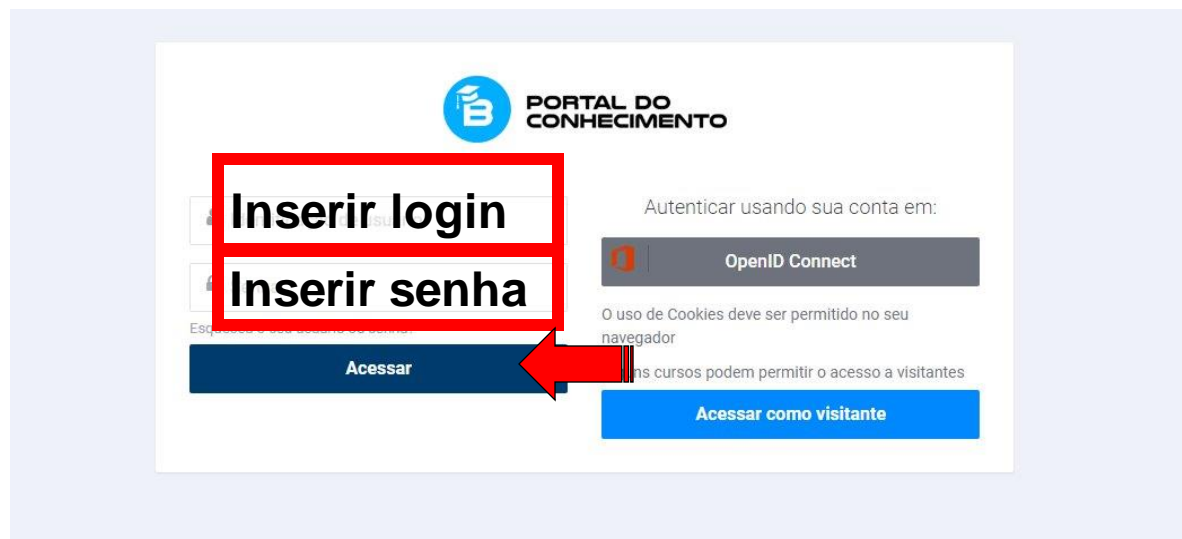 PORTAL DO
CONHECIMENTO
Inserir login
Inserir senha
Acessar
Autenticar usando sua conta em:
OpenID Connect
O uso de Cookies deve ser permitido no seu
navegador
cursos podem permitir o acesso a visitantes
Acessar como visitante